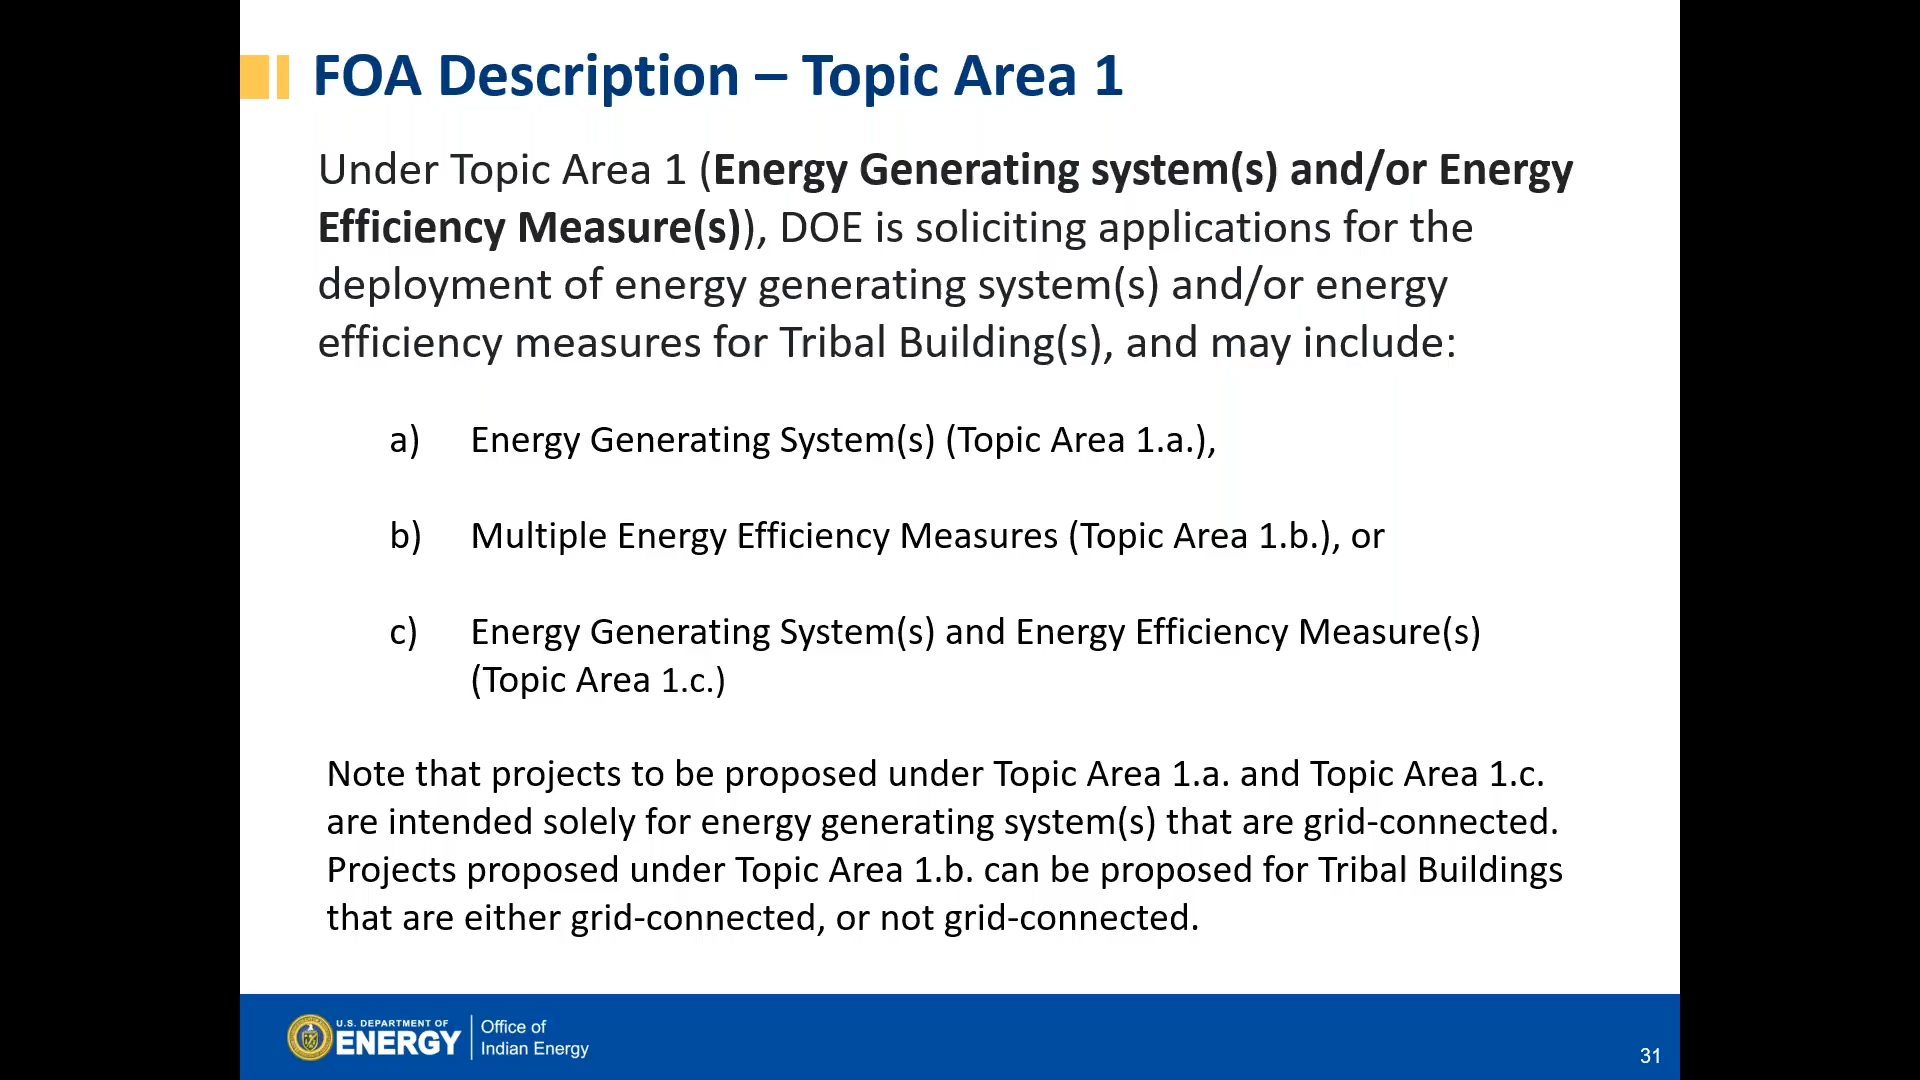 FOA Description – Topic Area 1
Under Topic Area 1 (Energy Generating system(s) and/or Energy
Efficiency Measure(s)), DOE is soliciting applications for the
deployment of energy generating system(s) and/or energy
efficiency measures for Tribal Building(s), and may include:
a) Energy Generating System(s) (Topic Area 1.a.),
b) Multiple Energy Efficiency Measures (Topic Area 1.b.), or
c) Energy Generating System(s) and Energy Efficiency Measure(s)
(Topic Area 1.c.)
Note that projects to be proposed under Topic Area 1.a. and Topic Area 1.c.
are intended solely for energy generating system(s) that are grid-connected.
Projects proposed under Topic Area 1.b. can be proposed for Tribal Buildings
that are either grid-connected, or not grid-connected.
U.S. DEPARTMENT OF
ENERGY
Office of
Indian Energy
31